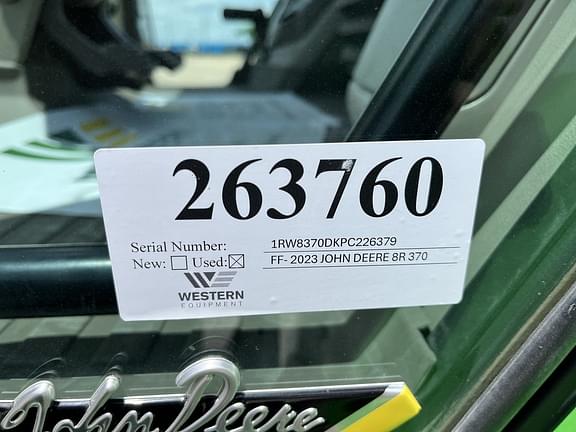 263760
Serial Number: 1RW8370DKPC226379
New: ☐ Used: ☒ FF- 2023 JOHN DEERE 8R 370
WESTERN
EQUIPMENT
John Deere